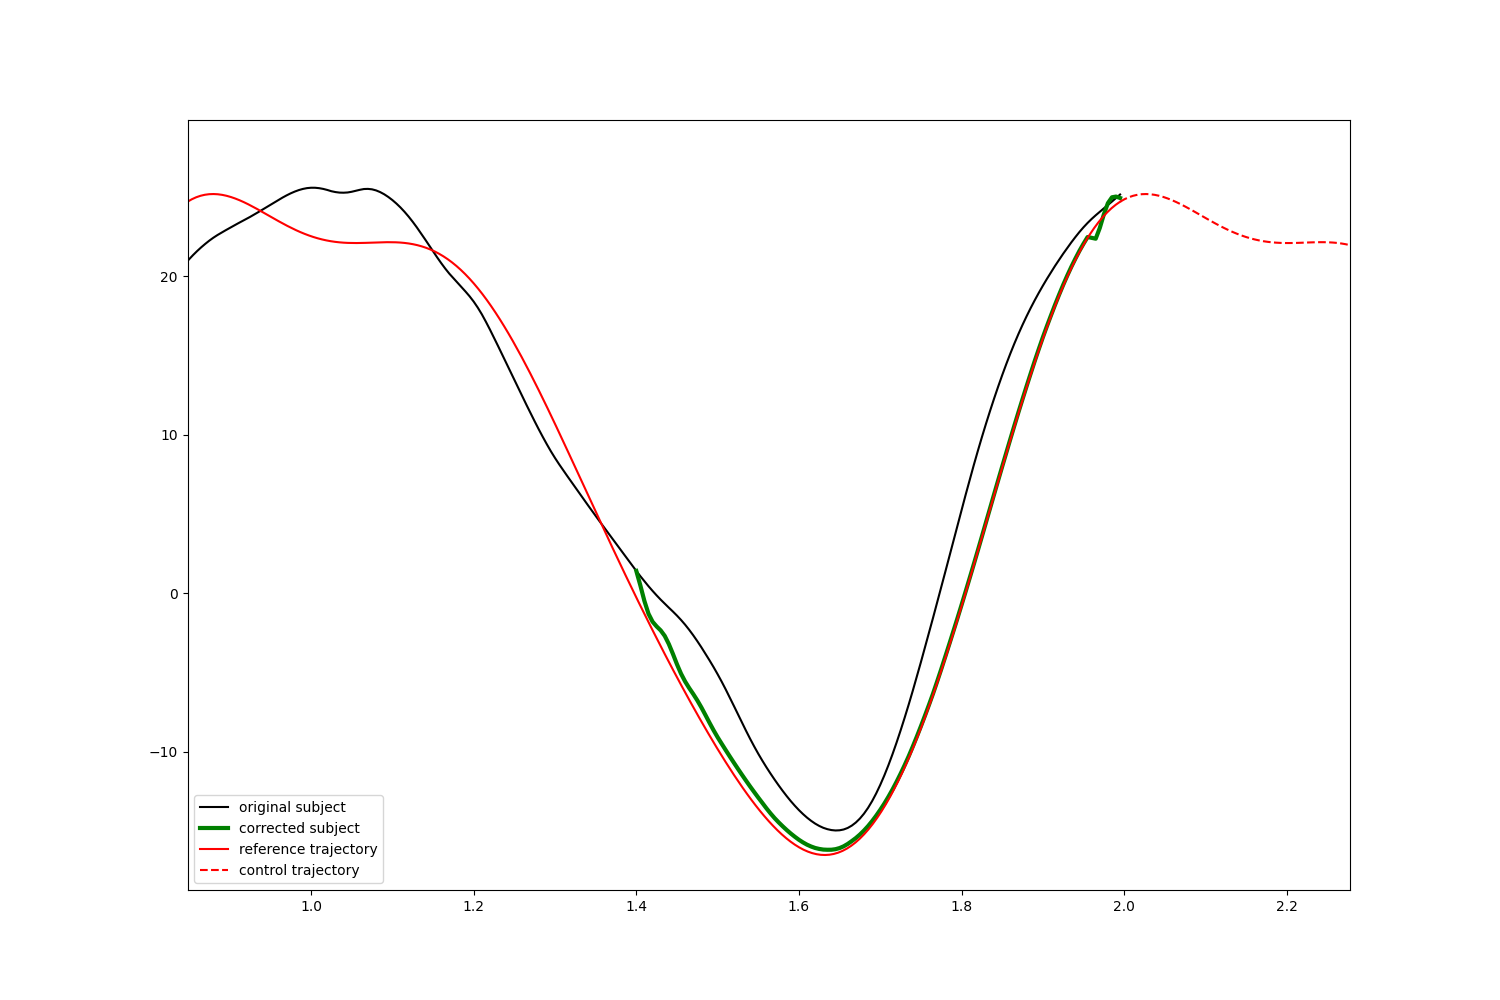 20
10
0
−10
original subject
corrected subject
reference trajectory
control trajectory
1.0 1.2 1.4 1.6 1.8 2.0 2.2